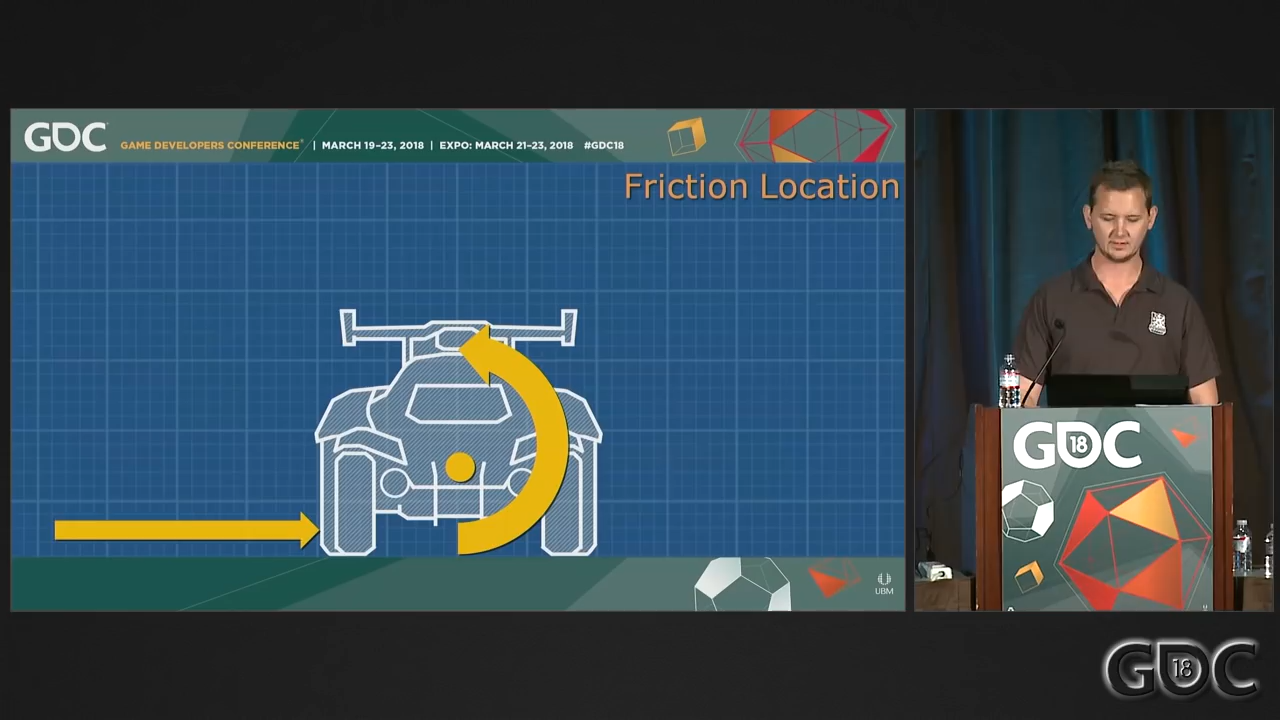 GDC
GAME DEVELOPERS CONFERENCE® | MARCH 19–23, 2018 | EXPO: MARCH 21–23, 2018 #GDC18
Friction Location
UBM
GDC
18
GDC
18